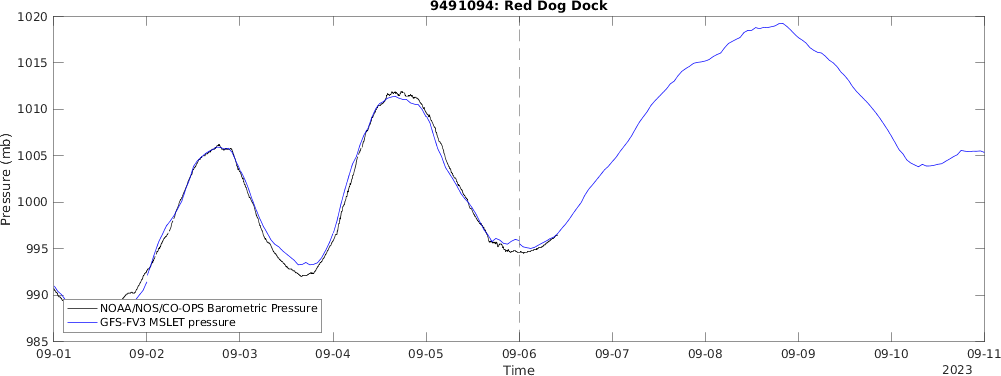 9491094: Red Dog Dock
1020
1015
1010
1005
1000
995
990
985
Pressure (mb)
NOAA/NOS/CO-OPS Barometric Pressure
GFS-FV3 MSLET pressure
09-01 09-02 09-03 09-04 09-05 09-06 09-07 09-08 09-09 09-10 09-11
Time
2023